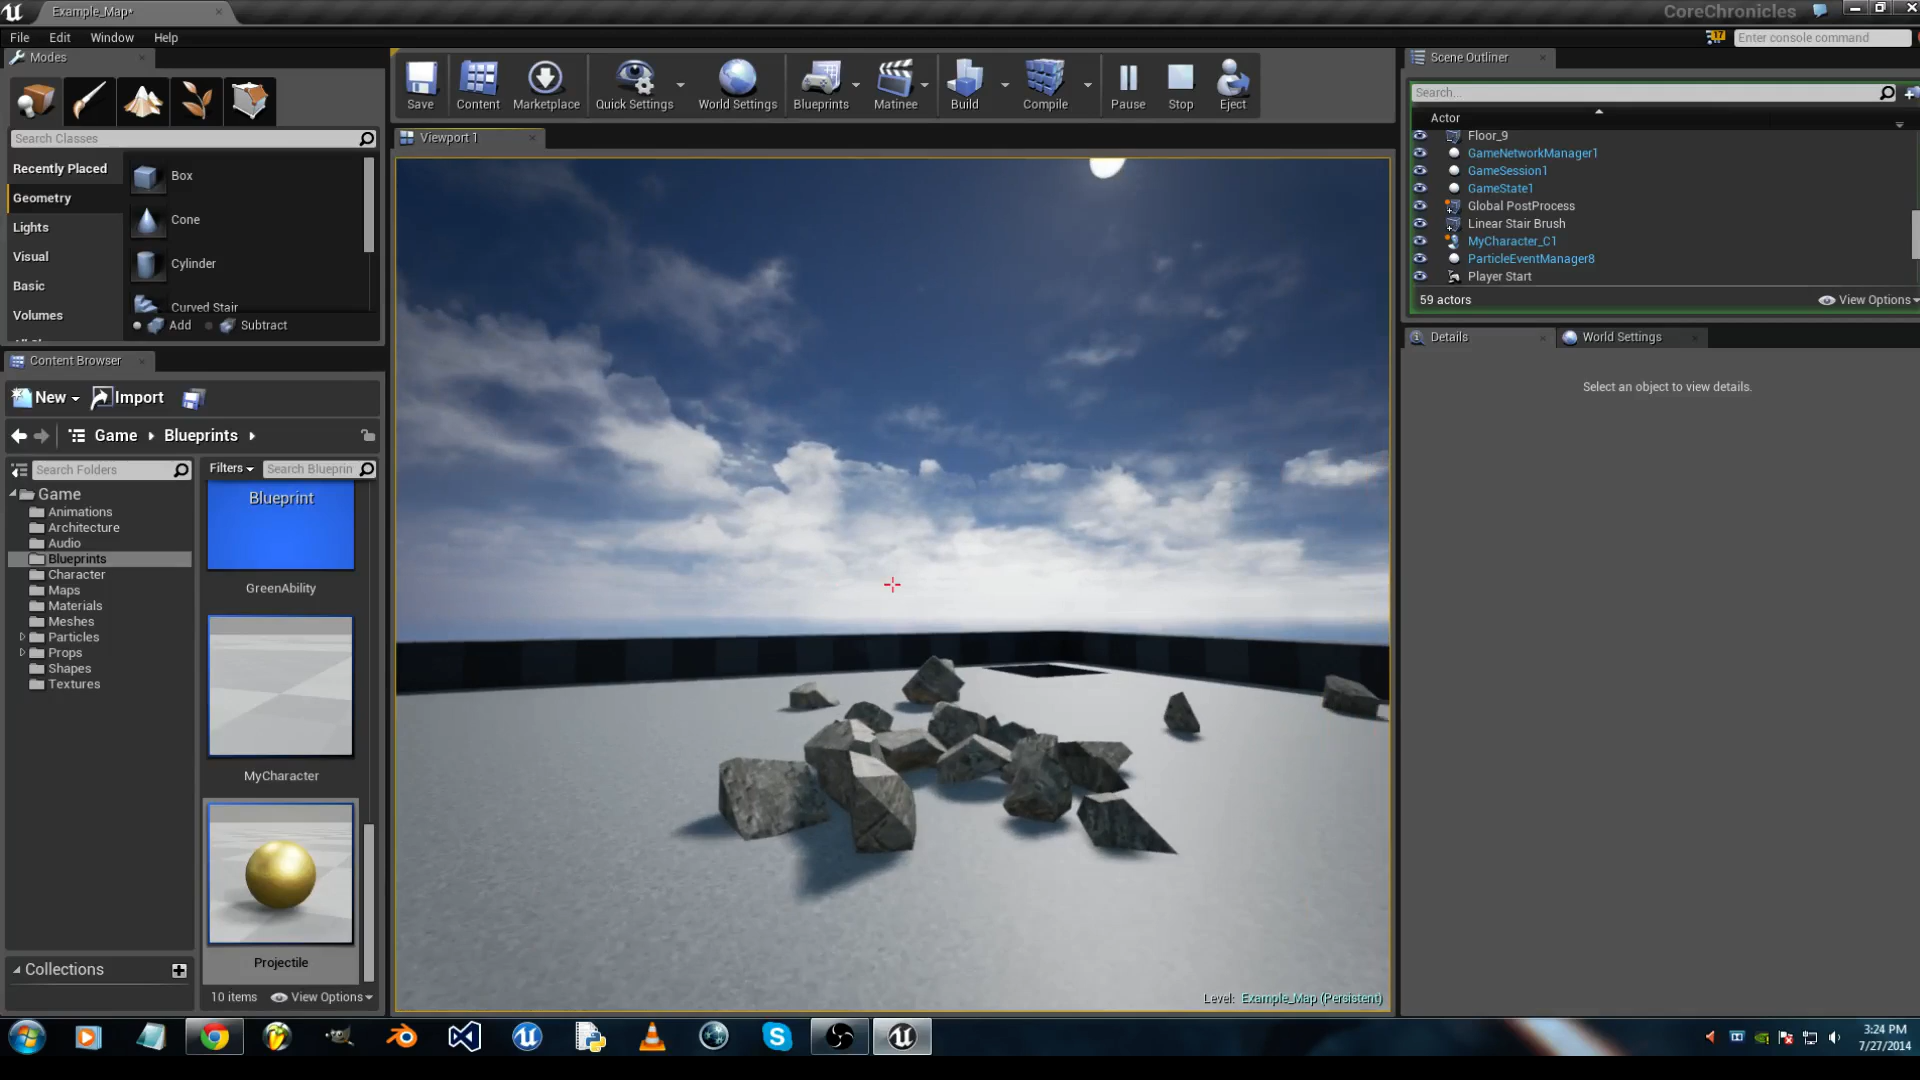 Example_Map*
CoreChronicles
File Edit Window Help
17
Enter console command
Modes
Search Classes
Recently Placed
Geometry
Lights
Visual
Basic
Volumes
Box
Cone
Cylinder
Curved Stair
Add Subtract
Save
Content
Marketplace
Quick Settings
World Settings
Blueprints
Matinee
Build
Compile
Pause
Stop
Eject
Viewport 1
Level: Example_Map (Persistent)
Scene Outliner
Search...
Actor
Floor_9
GameNetworkManager1
GameSession1
GameState1
Global PostProcess
Linear Stair Brush
MyCharacter_C1
ParticleEventManager8
Player Start
59 actors
View Options
Details
World Settings
Select an object to view details.
Content Browser
New Import
Game Blueprints
Search Folders
Filters
Search Blueprin
Game
Animations
Architecture
Audio
Blueprints
Character
Maps
Materials
Meshes
Particles
Props
Shapes
Textures
Blueprint
GreenAbility
MyCharacter
Projectile
Collections
10 items
View Options
3:24 PM
7/27/2014